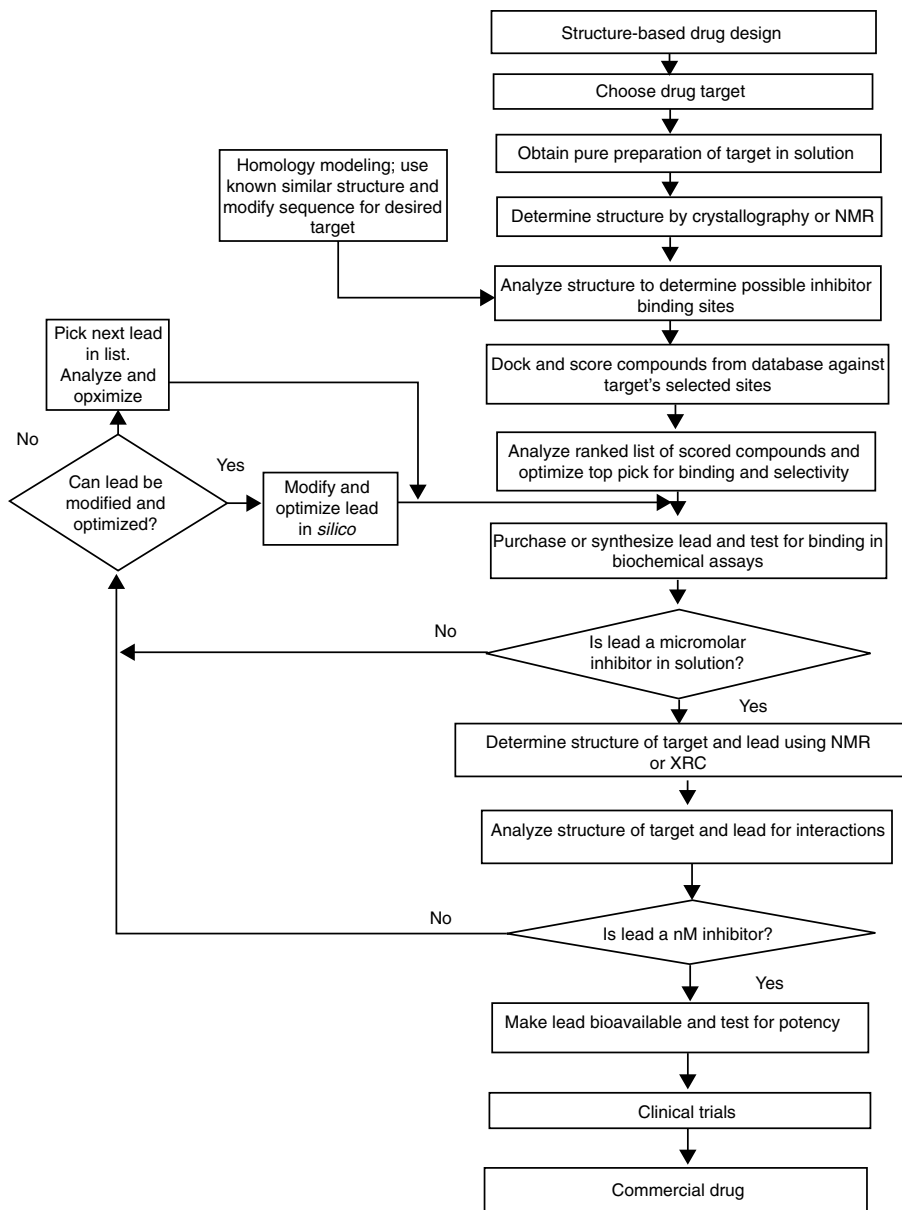 Structure-based drug design
Choose drug target
Obtain pure preparation of target in solution
Homology modeling; use
known similar structure and
modify sequence for desired
target
Determine structure by crystallography or NMR
Analyze structure to determine possible inhibitor
binding sites
Pick next lead
in list.
Analyze and
opximize
Dock and score compounds from database against
target's selected sites
No
Can lead be
modified and
optimized?
Yes
Modify and
optimize lead
in silico
Analyze ranked list of scored compounds and
optimize top pick for binding and selectivity
Purchase or synthesize lead and test for binding in
biochemical assays
No
Is lead a micromolar
inhibitor in solution?
Yes
Determine structure of target and lead using NMR
or XRC
Analyze structure of target and lead for interactions
No
Is lead a nM inhibitor?
Yes
Make lead bioavailable and test for potency
Clinical trials
Commercial drug